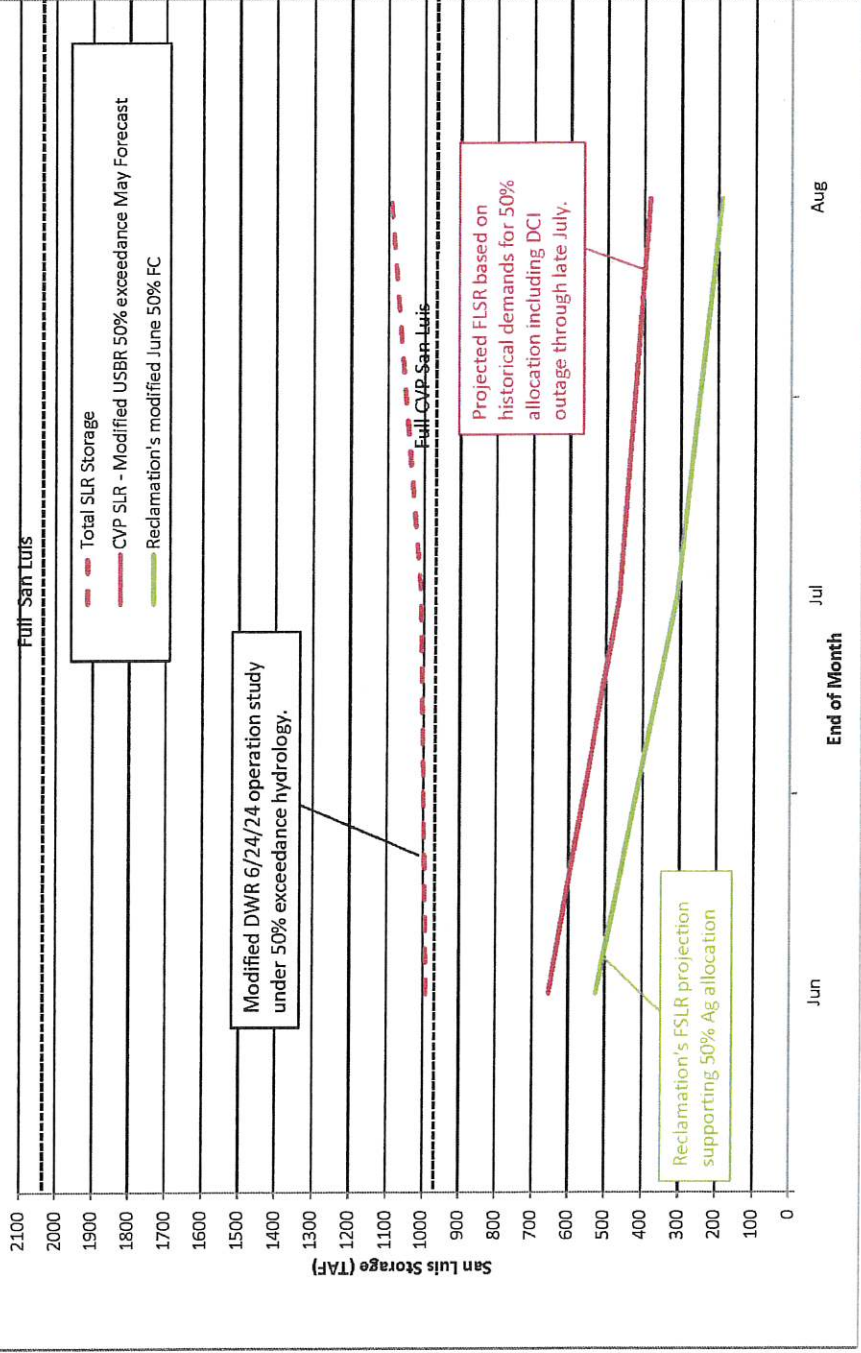 Full San Luis
Total SLR Storage
CVP SLR - Modified USBR 50% exceedance May Forecast
Reclamation's modified June 50% FC
Modified DWR 6/24/24 operation study
under 50% exceedance hydrology.
Full CVP San Luis
Projected FLSR based on
historical demands for 50%
allocation including DCI
outage through late July.
Reclamation's FSLR projection
supporting 50% Ag allocation
San Luis Storage (TAF)
2100
2000
1900
1800
1700
1600
1500
1400
1300
1200
1100
1000
900
800
700
600
500
400
300
200
100
0
Jun
Jul
Aug
End of Month